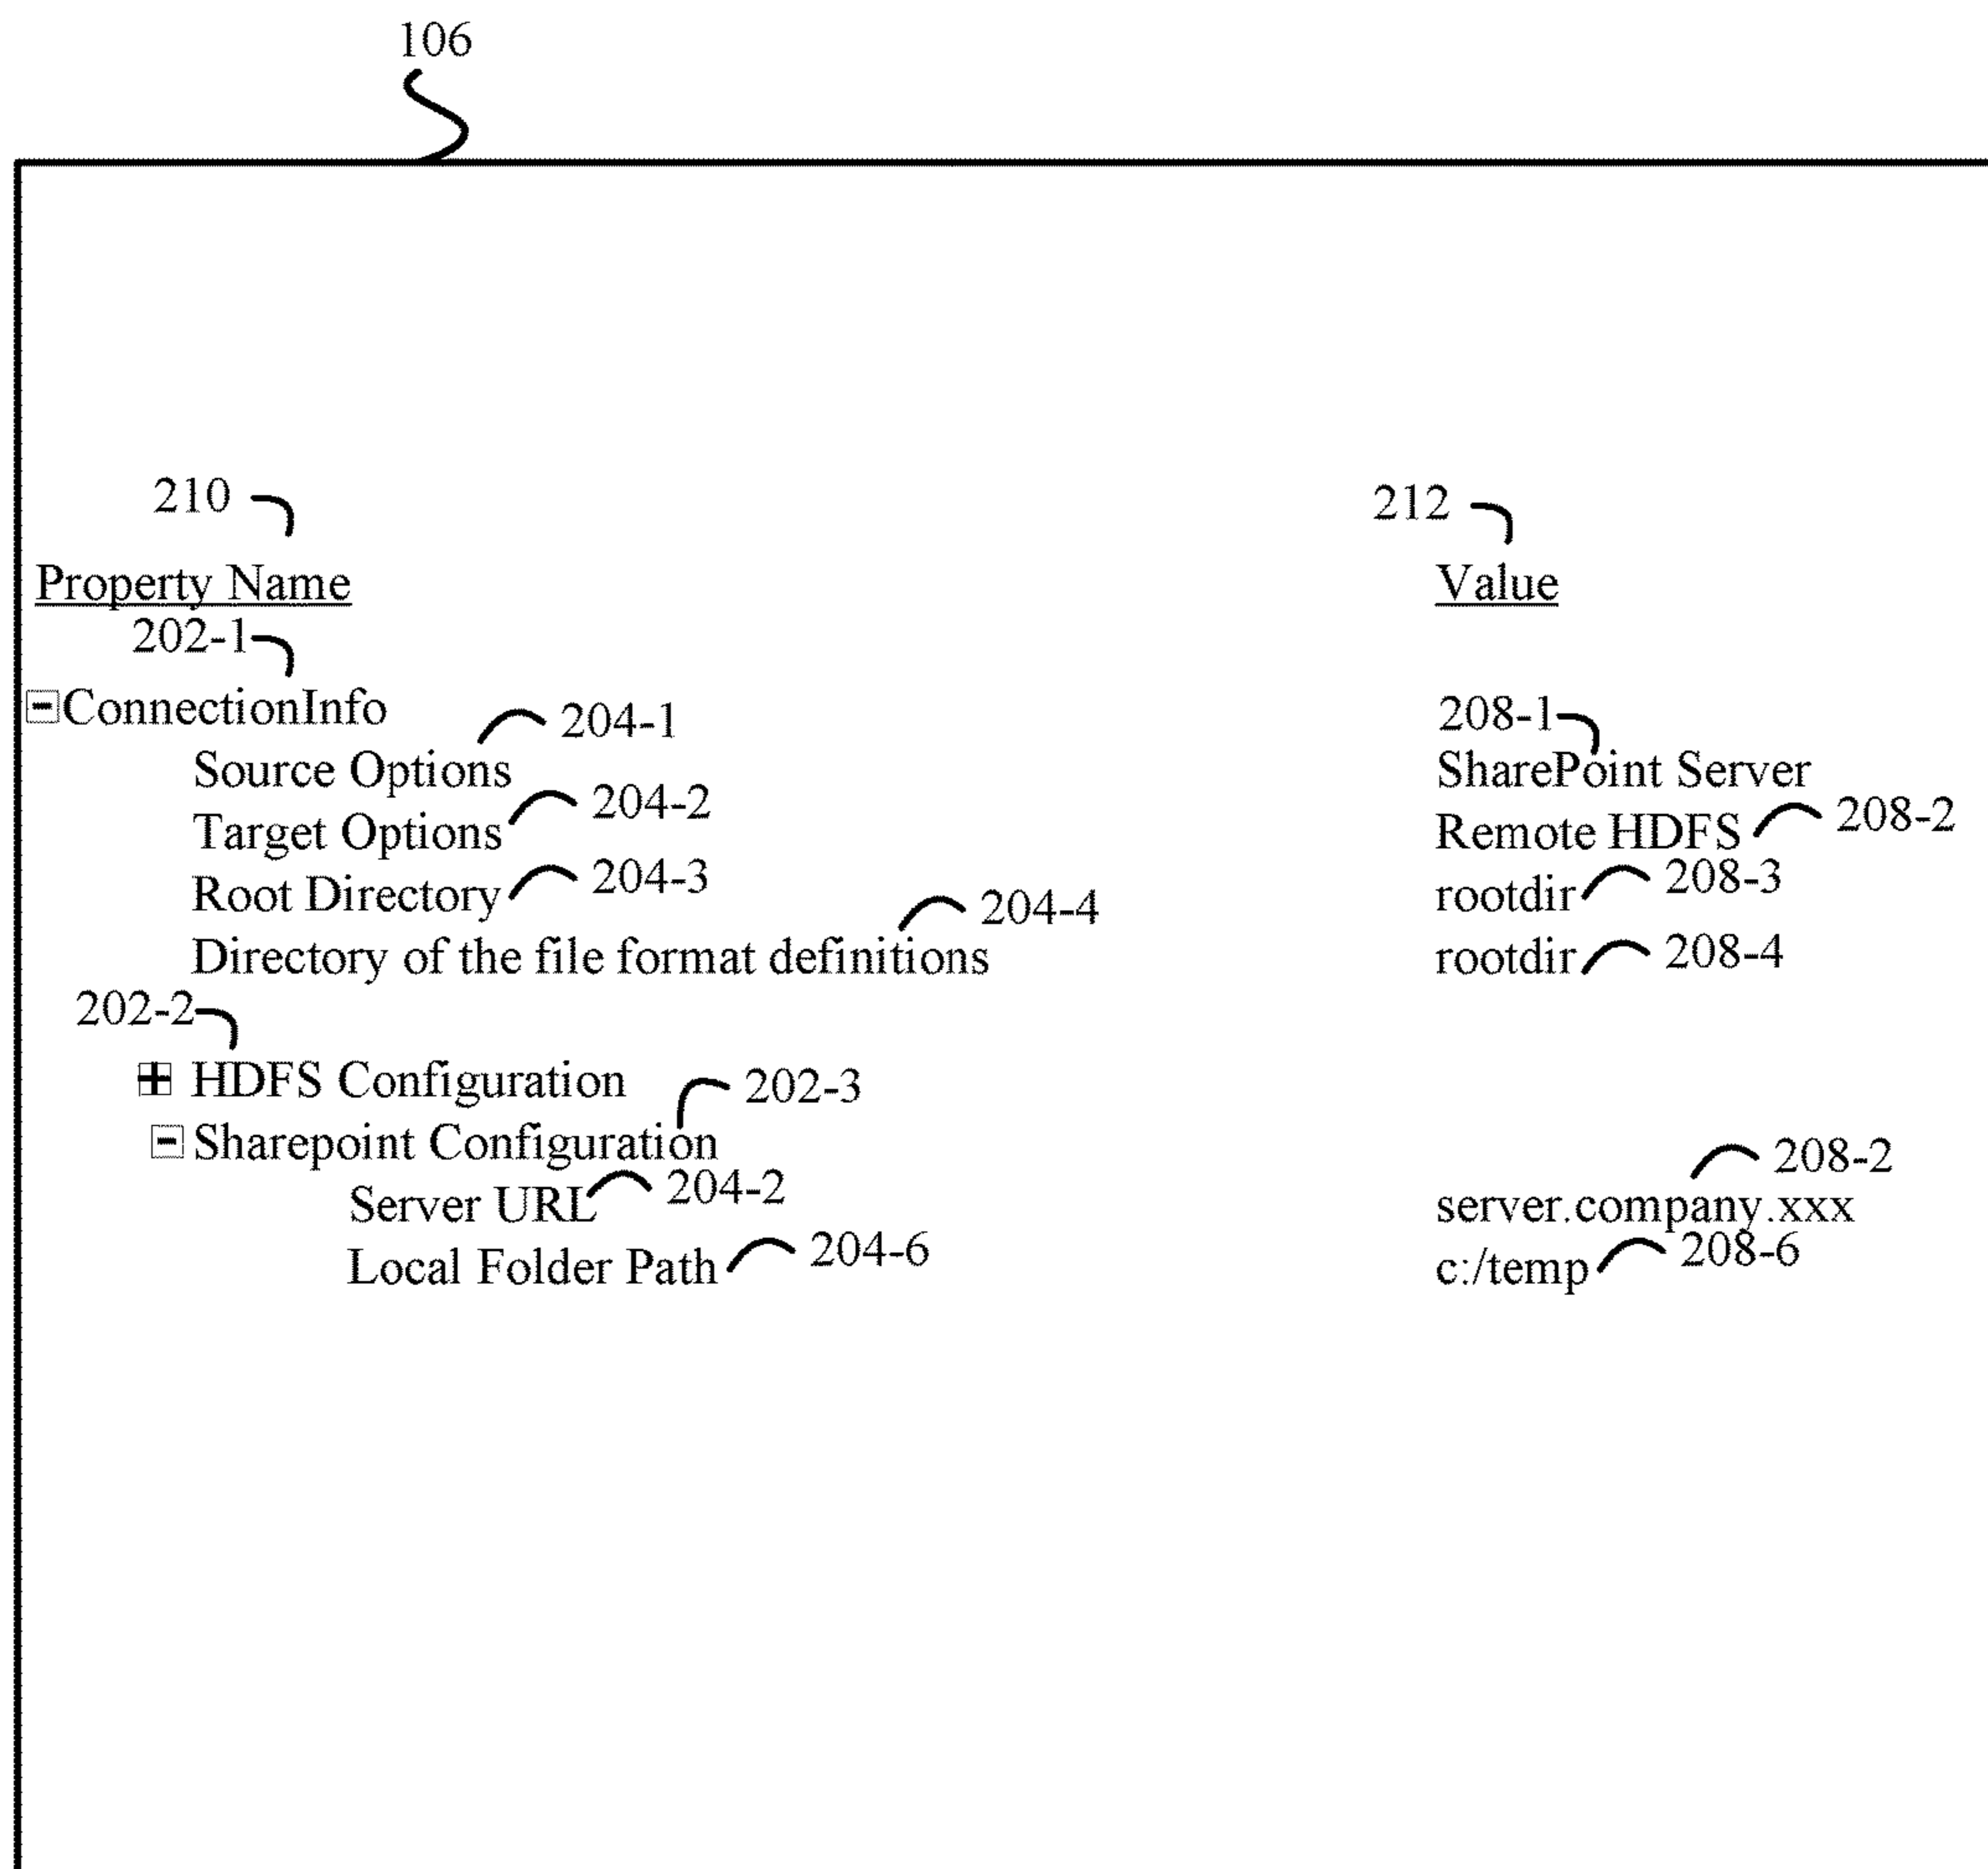 106
210 212
Property Name Value
202-1
ConnectionInfo 204-1 208-1
Source Options SharePoint Server
Target Options 204-2 Remote HDFS 208-2
Root Directory 204-3 rootdir 208-3
204-4
Directory of the file format definitions rootdir 208-4
202-2
HDFS Configuration 202-3
Sharepoint Configuration
208-2
Server URL 204-2 server.company.xxx
Local Folder Path 204-6 c:/temp 208-6